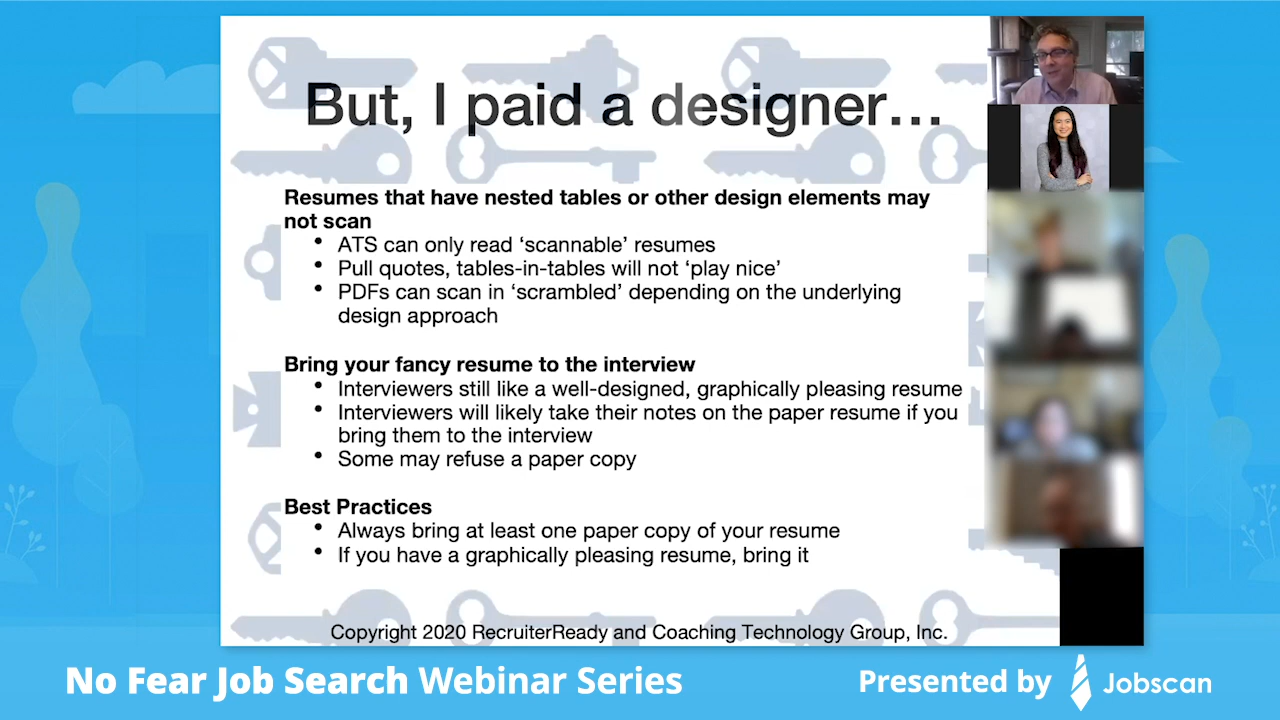 But, I paid a designer...
Resumes that have nested tables or other design elements may
not scan
• ATS can only read ‘scannable’ resumes
• Pull quotes, tables-in-tables will not ‘play nice’
• PDFs can scan in ‘scrambled’ depending on the underlying
design approach
Bring your fancy resume to the interview
• Interviewers still like a well-designed, graphically pleasing resume
• Interviewers will likely take their notes on the paper resume if you
bring them to the interview
• Some may refuse a paper copy
Best Practices
• Always bring at least one paper copy of your resume
• If you have a graphically pleasing resume, bring it
Copyright 2020 RecruiterReady and Coaching Technology Group, Inc.
No Fear Job Search Webinar Series
Presented by Jobscan